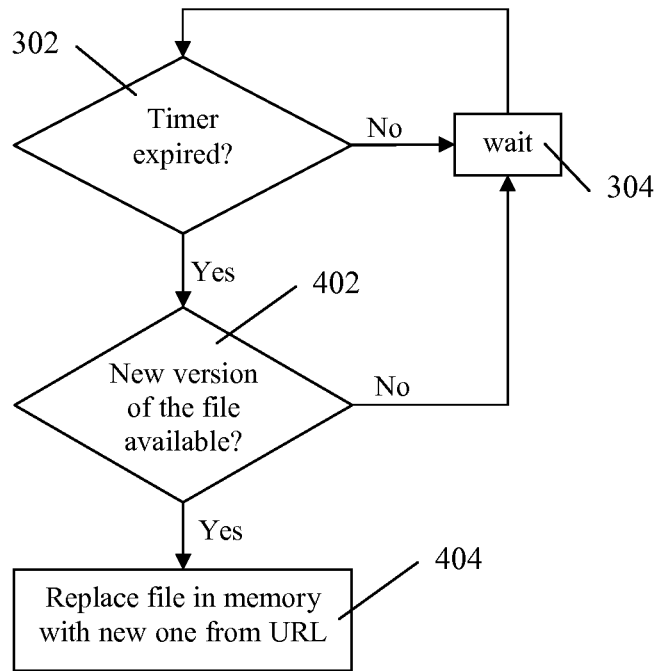 302
Timer
expired?
No
wait
304
Yes
402
New version
of the file
available?
No
Yes
404
Replace file in memory
with new one from URL